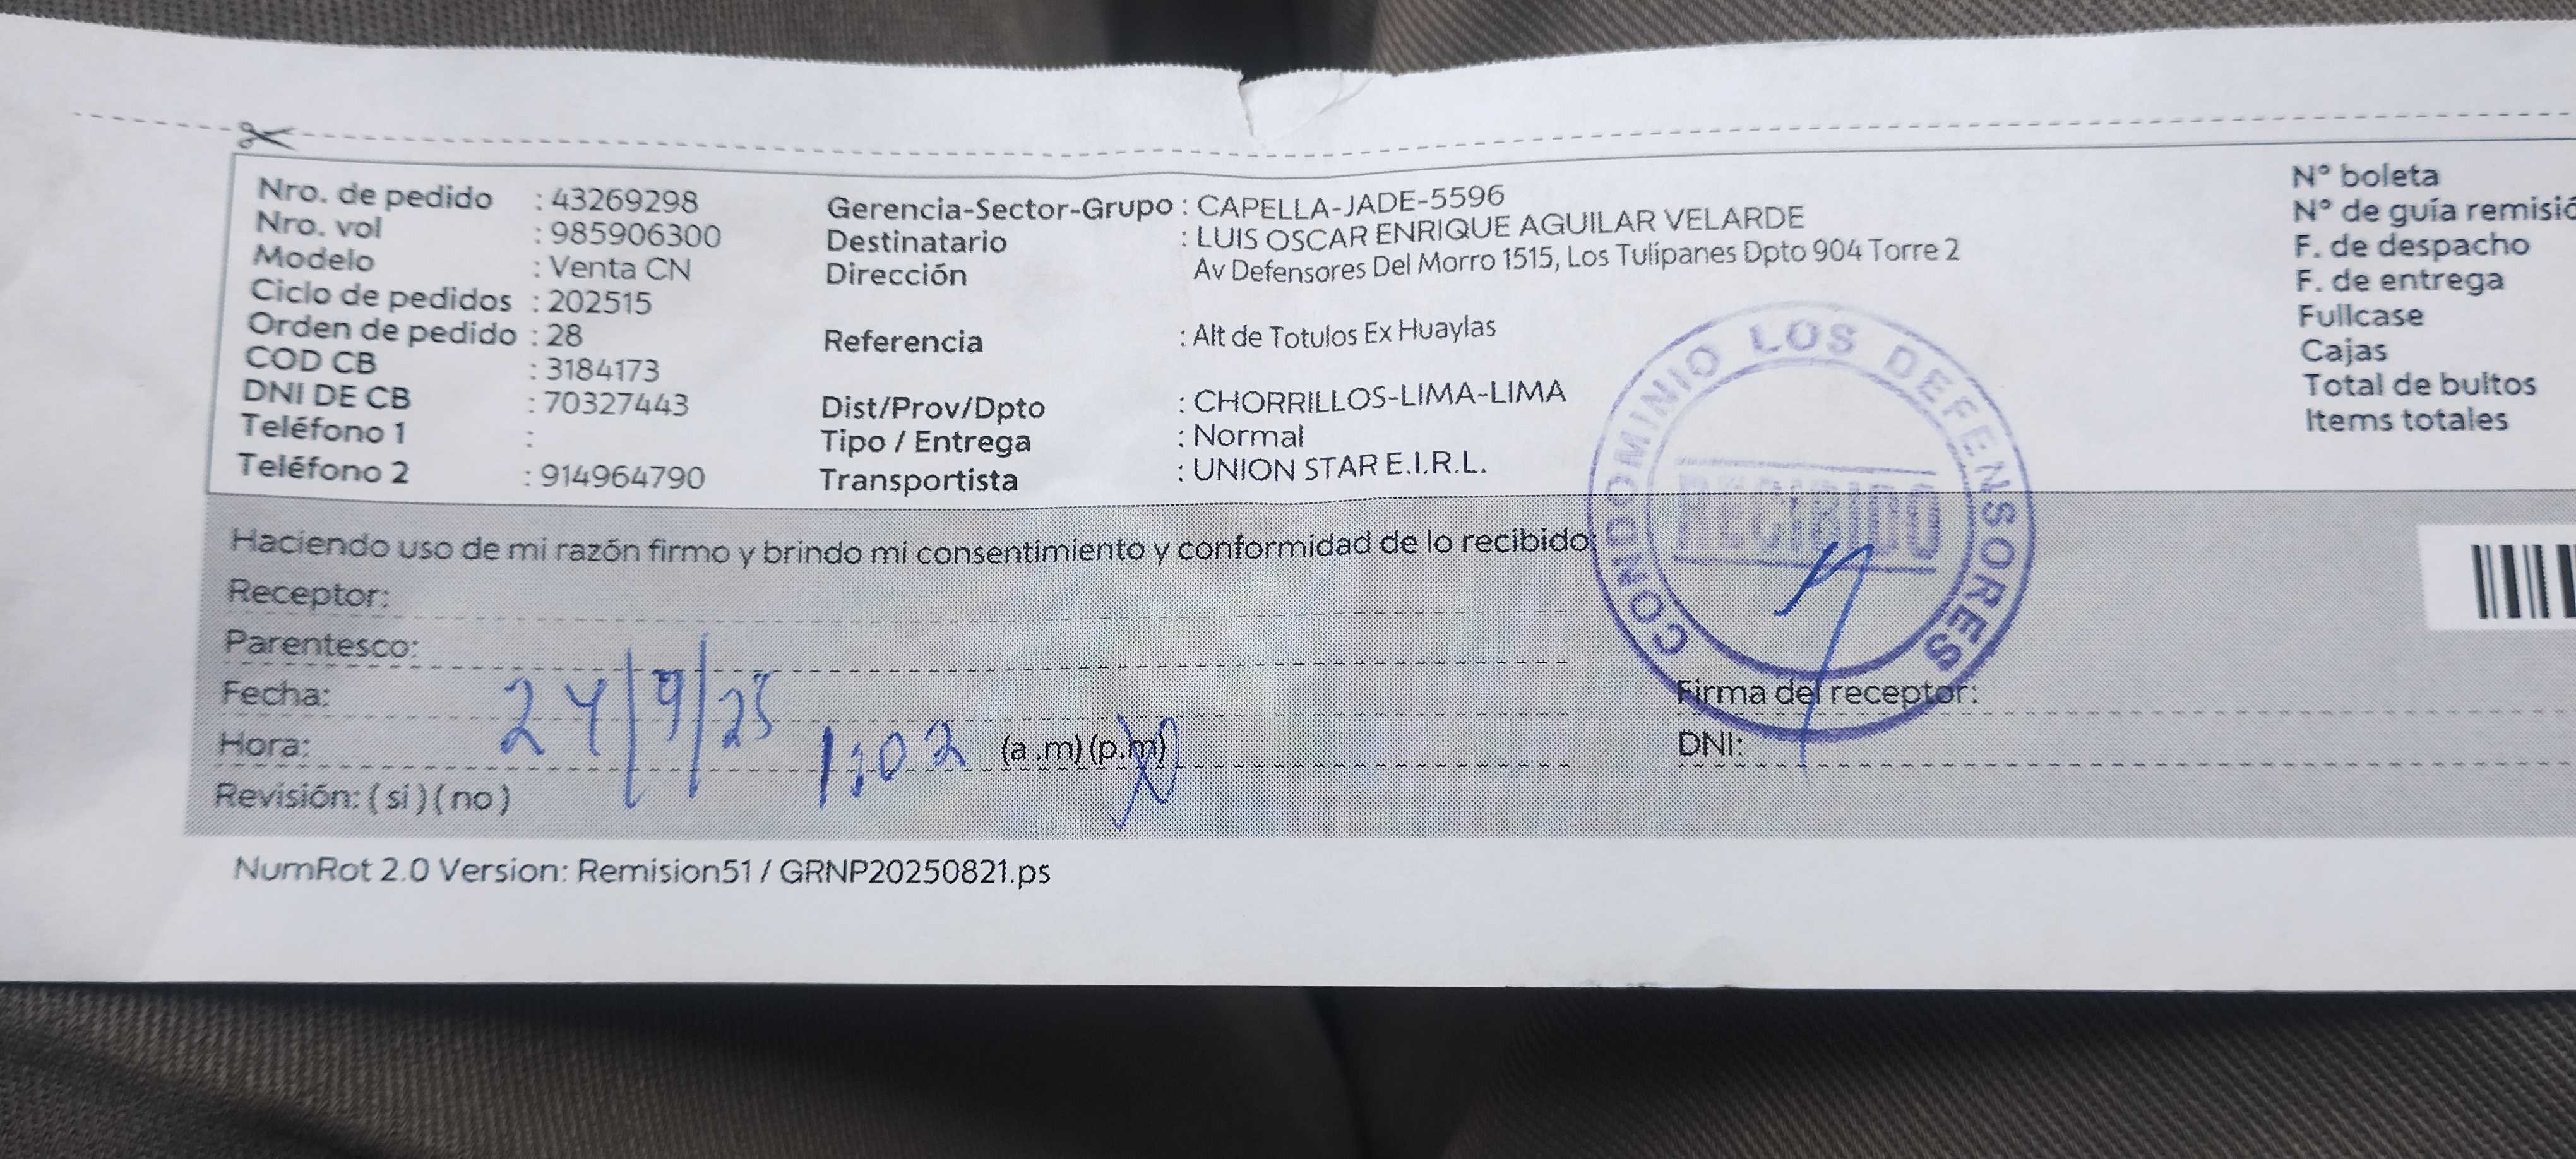 Nro. de pedido : 43269298
Nro. vol : 985906300
Modelo : Venta CN
Ciclo de pedidos : 202515
Orden de pedido : 28
COD CB : 3184173
DNI DE CB : 70327443
Teléfono 1 :
Teléfono 2 : 914964790
Gerencia-Sector-Grupo : CAPELLA-JADE-5596
Destinatario : LUIS OSCAR ENRIQUE AGUILAR VELARDE
Dirección Av Defensores Del Morro 1515, Los Tulipanes Dpto 904 Torre 2
Referencia : Alt de Totulos Ex Huaylas
Dist/Prov/Dpto : CHORRILLOS-LIMA-LIMA
Tipo / Entrega : Normal
Transportista : UNION STAR E.I.R.L.
N° boleta
N° de guía remisió
F. de despacho
F. de entrega
Fullcase
Cajas
Total de bultos
Items totales
CONDOMINIO LOS DEFENSORES
RECIBIDO
Haciendo uso de mi razón firmo y brindo mi consentimiento y conformidad de lo recibido:
Receptor:
Parentesco:
Fecha: 24/9/25
Hora: 1:02 (a .m) (p.m)
Revisión: ( si ) ( no )
Firma del receptor:
DNI:
NumRot 2.0 Version: Remision51 / GRNP20250821.ps